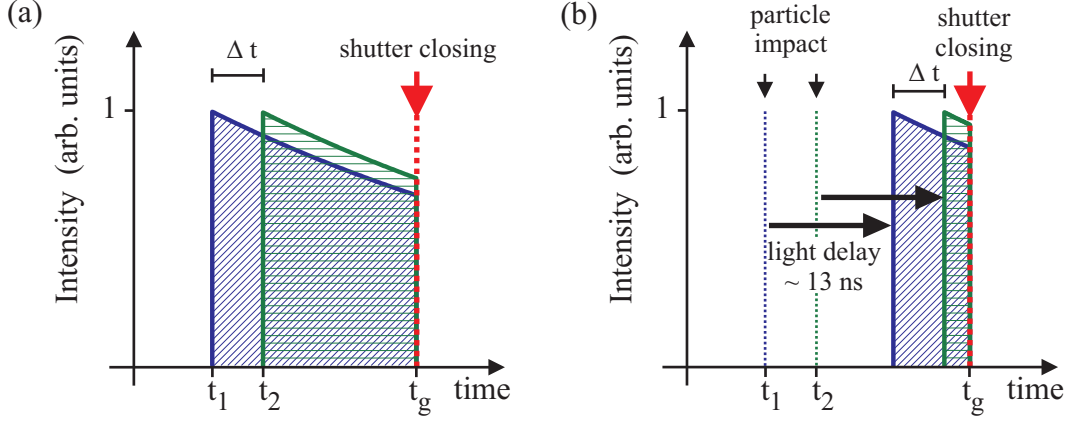 (a)
Intensity (arb. units)
1
Δ t
shutter closing
t1
t2
tg
time
(b)
Intensity (arb. units)
1
particle
impact
Δ t
shutter
closing
light delay
~ 13 ns
t1
t2
tg
time